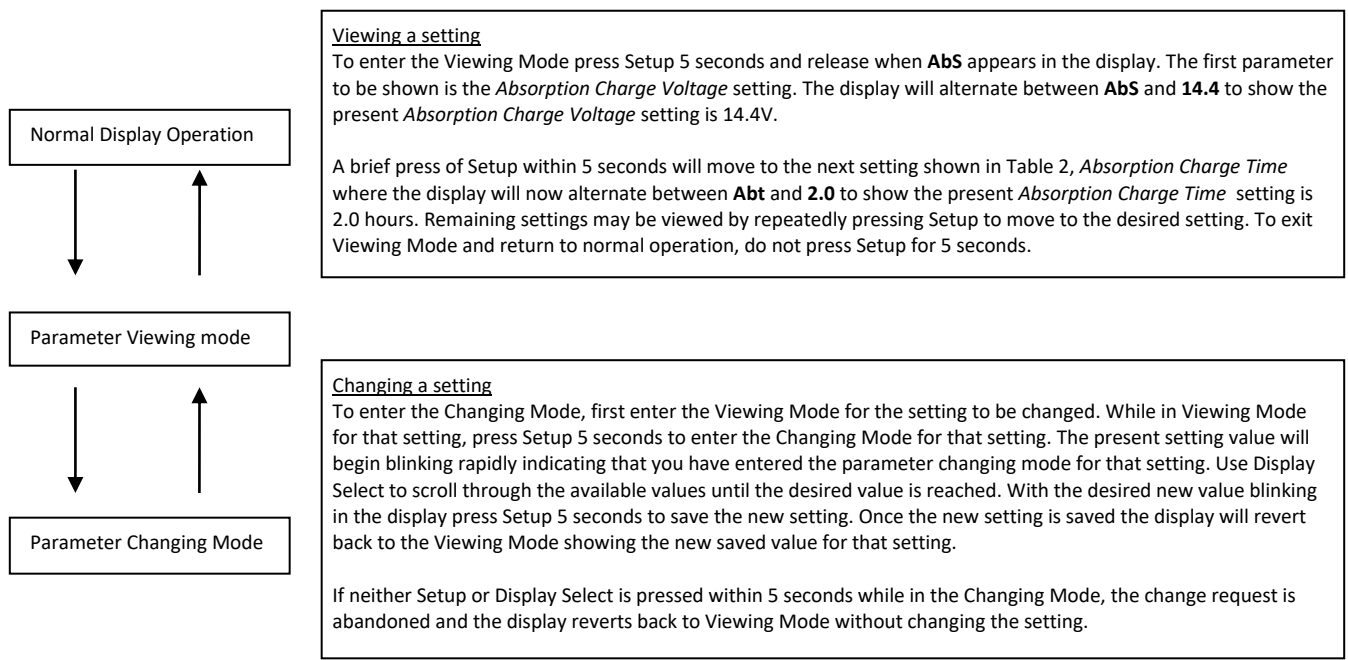 Viewing a setting
To enter the Viewing Mode press Setup 5 seconds and release when AbS appears in the display. The first parameter
to be shown is the Absorption Charge Voltage setting. The display will alternate between AbS and 14.4 to show the
present Absorption Charge Voltage setting is 14.4V.
A brief press of Setup within 5 seconds will move to the next setting shown in Table 2, Absorption Charge Time
where the display will now alternate between Abt and 2.0 to show the present Absorption Charge Time setting is
2.0 hours. Remaining settings may be viewed by repeatedly pressing Setup to move to the desired setting. To exit
Viewing Mode and return to normal operation, do not press Setup for 5 seconds.
Normal Display Operation
Parameter Viewing mode
Parameter Changing Mode
Changing a setting
To enter the Changing Mode, first enter the Viewing Mode for the setting to be changed. While in Viewing Mode
for that setting, press Setup 5 seconds to enter the Changing Mode for that setting. The present setting value will
begin blinking rapidly indicating that you have entered the parameter changing mode for that setting. Use Display
Select to scroll through the available values until the desired value is reached. With the desired new value blinking
in the display press Setup 5 seconds to save the new setting. Once the new setting is saved the display will revert
back to the Viewing Mode showing the new saved value for that setting.
If neither Setup or Display Select is pressed within 5 seconds while in the Changing Mode, the change request is
abandoned and the display reverts back to Viewing Mode without changing the setting.